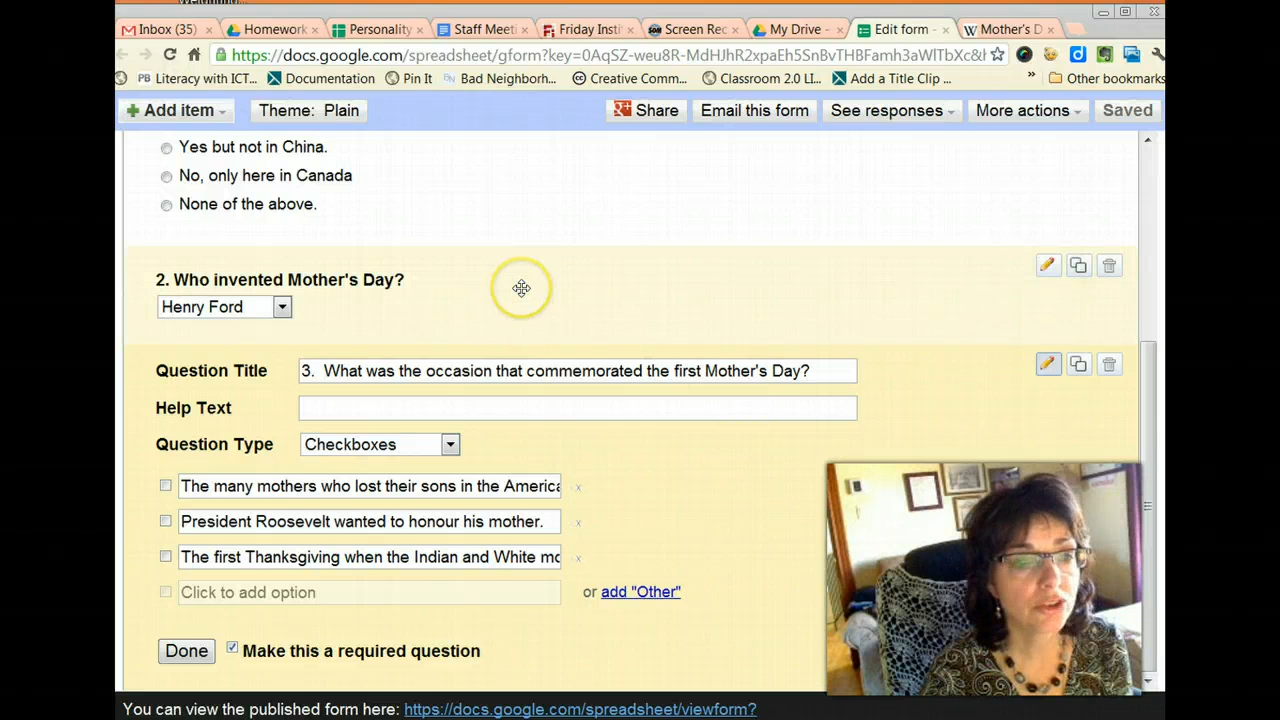 Inbox (35)
Homework
Personality
Staff Meeti
Friday Insti
Screen Rec
My Drive -
Edit form -
Mother's D
https://docs.google.com/spreadsheet/gform?key=0AqSZ-weu8R-MdHJhR2xpaEh5SnBvTHBFamh3aWlTbXc&
Literacy with ICT...
Documentation
Pin It
Bad Neighborh...
Creative Comm...
Classroom 2.0 LI...
Add a Title Clip ...
»
Other bookmarks
Add item
Theme: Plain
Share
Email this form
See responses
More actions
Saved
Yes but not in China.
No, only here in Canada
None of the above.
2. Who invented Mother's Day?
Henry Ford
Question Title
3. What was the occasion that commemorated the first Mother's Day?
Help Text
Question Type
Checkboxes
The many mothers who lost their sons in the America
President Roosevelt wanted to honour his mother.
The first Thanksgiving when the Indian and White mo
Click to add option
or add "Other"
Done
Make this a required question
You can view the published form here: https://docs.google.com/spreadsheet/viewform?